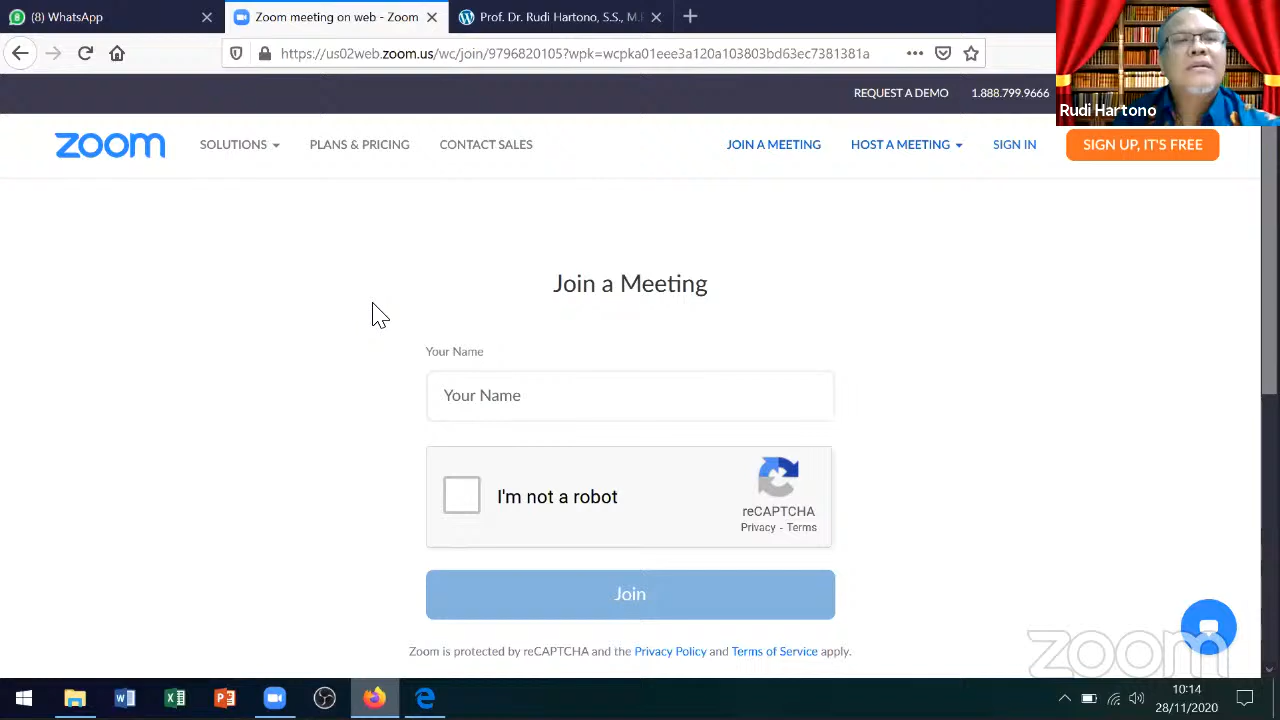 (8) WhatsApp
Zoom meeting on web - Zoom
Prof. Dr. Rudi Hartono, S.S., M.
https://us02web.zoom.us/wc/join/9796820105?wpk=wcpka01eee3a120a103803bd63ec7381381a
REQUEST A DEMO 1.888.799.9666
Rudi Hartono
zoom SOLUTIONS PLANS & PRICING CONTACT SALES JOIN A MEETING HOST A MEETING SIGN IN SIGN UP, IT'S FREE
Join a Meeting
Your Name
Your Name
I'm not a robot
reCAPTCHA
Privacy - Terms
Join
Zoom is protected by reCAPTCHA and the Privacy Policy and Terms of Service apply.
zoom
10:14
28/11/2020